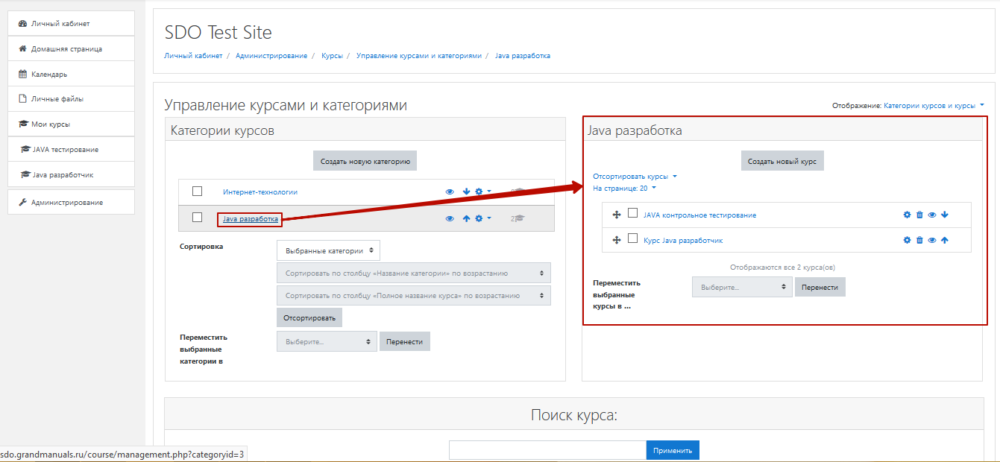 Личный кабинет
Домашняя страница
Календарь
Личные файлы
Мои курсы
JAVA тестирование
Java разработчик
Администрирование
SDO Test Site
Личный кабинет / Администрирование / Курсы / Управление курсами и категориями / Java разработка
Управление курсами и категориями
Отображение: Категории курсов и курсы
Категории курсов
Создать новую категорию
Интернет-технологии
Java разработка 2
Сортировка
Выбранные категории
Сортировать по столбцу «Название категории» по возрастанию
Сортировать по столбцу «Полное название курса» по возрастанию
Отсортировать
Переместить
выбранные
категории в
Выберите... Перенести
Java разработка
Создать новый курс
Отсортировать курсы
На странице: 20
JAVA контрольное тестирование
Курс Java разработчик
Отображаются все 2 курса(ов)
Переместить
выбранные
курсы в ...
Выберите... Перенести
Поиск курса:
Применить
sdo.grandmanuals.ru/course/management.php?categoryid=3